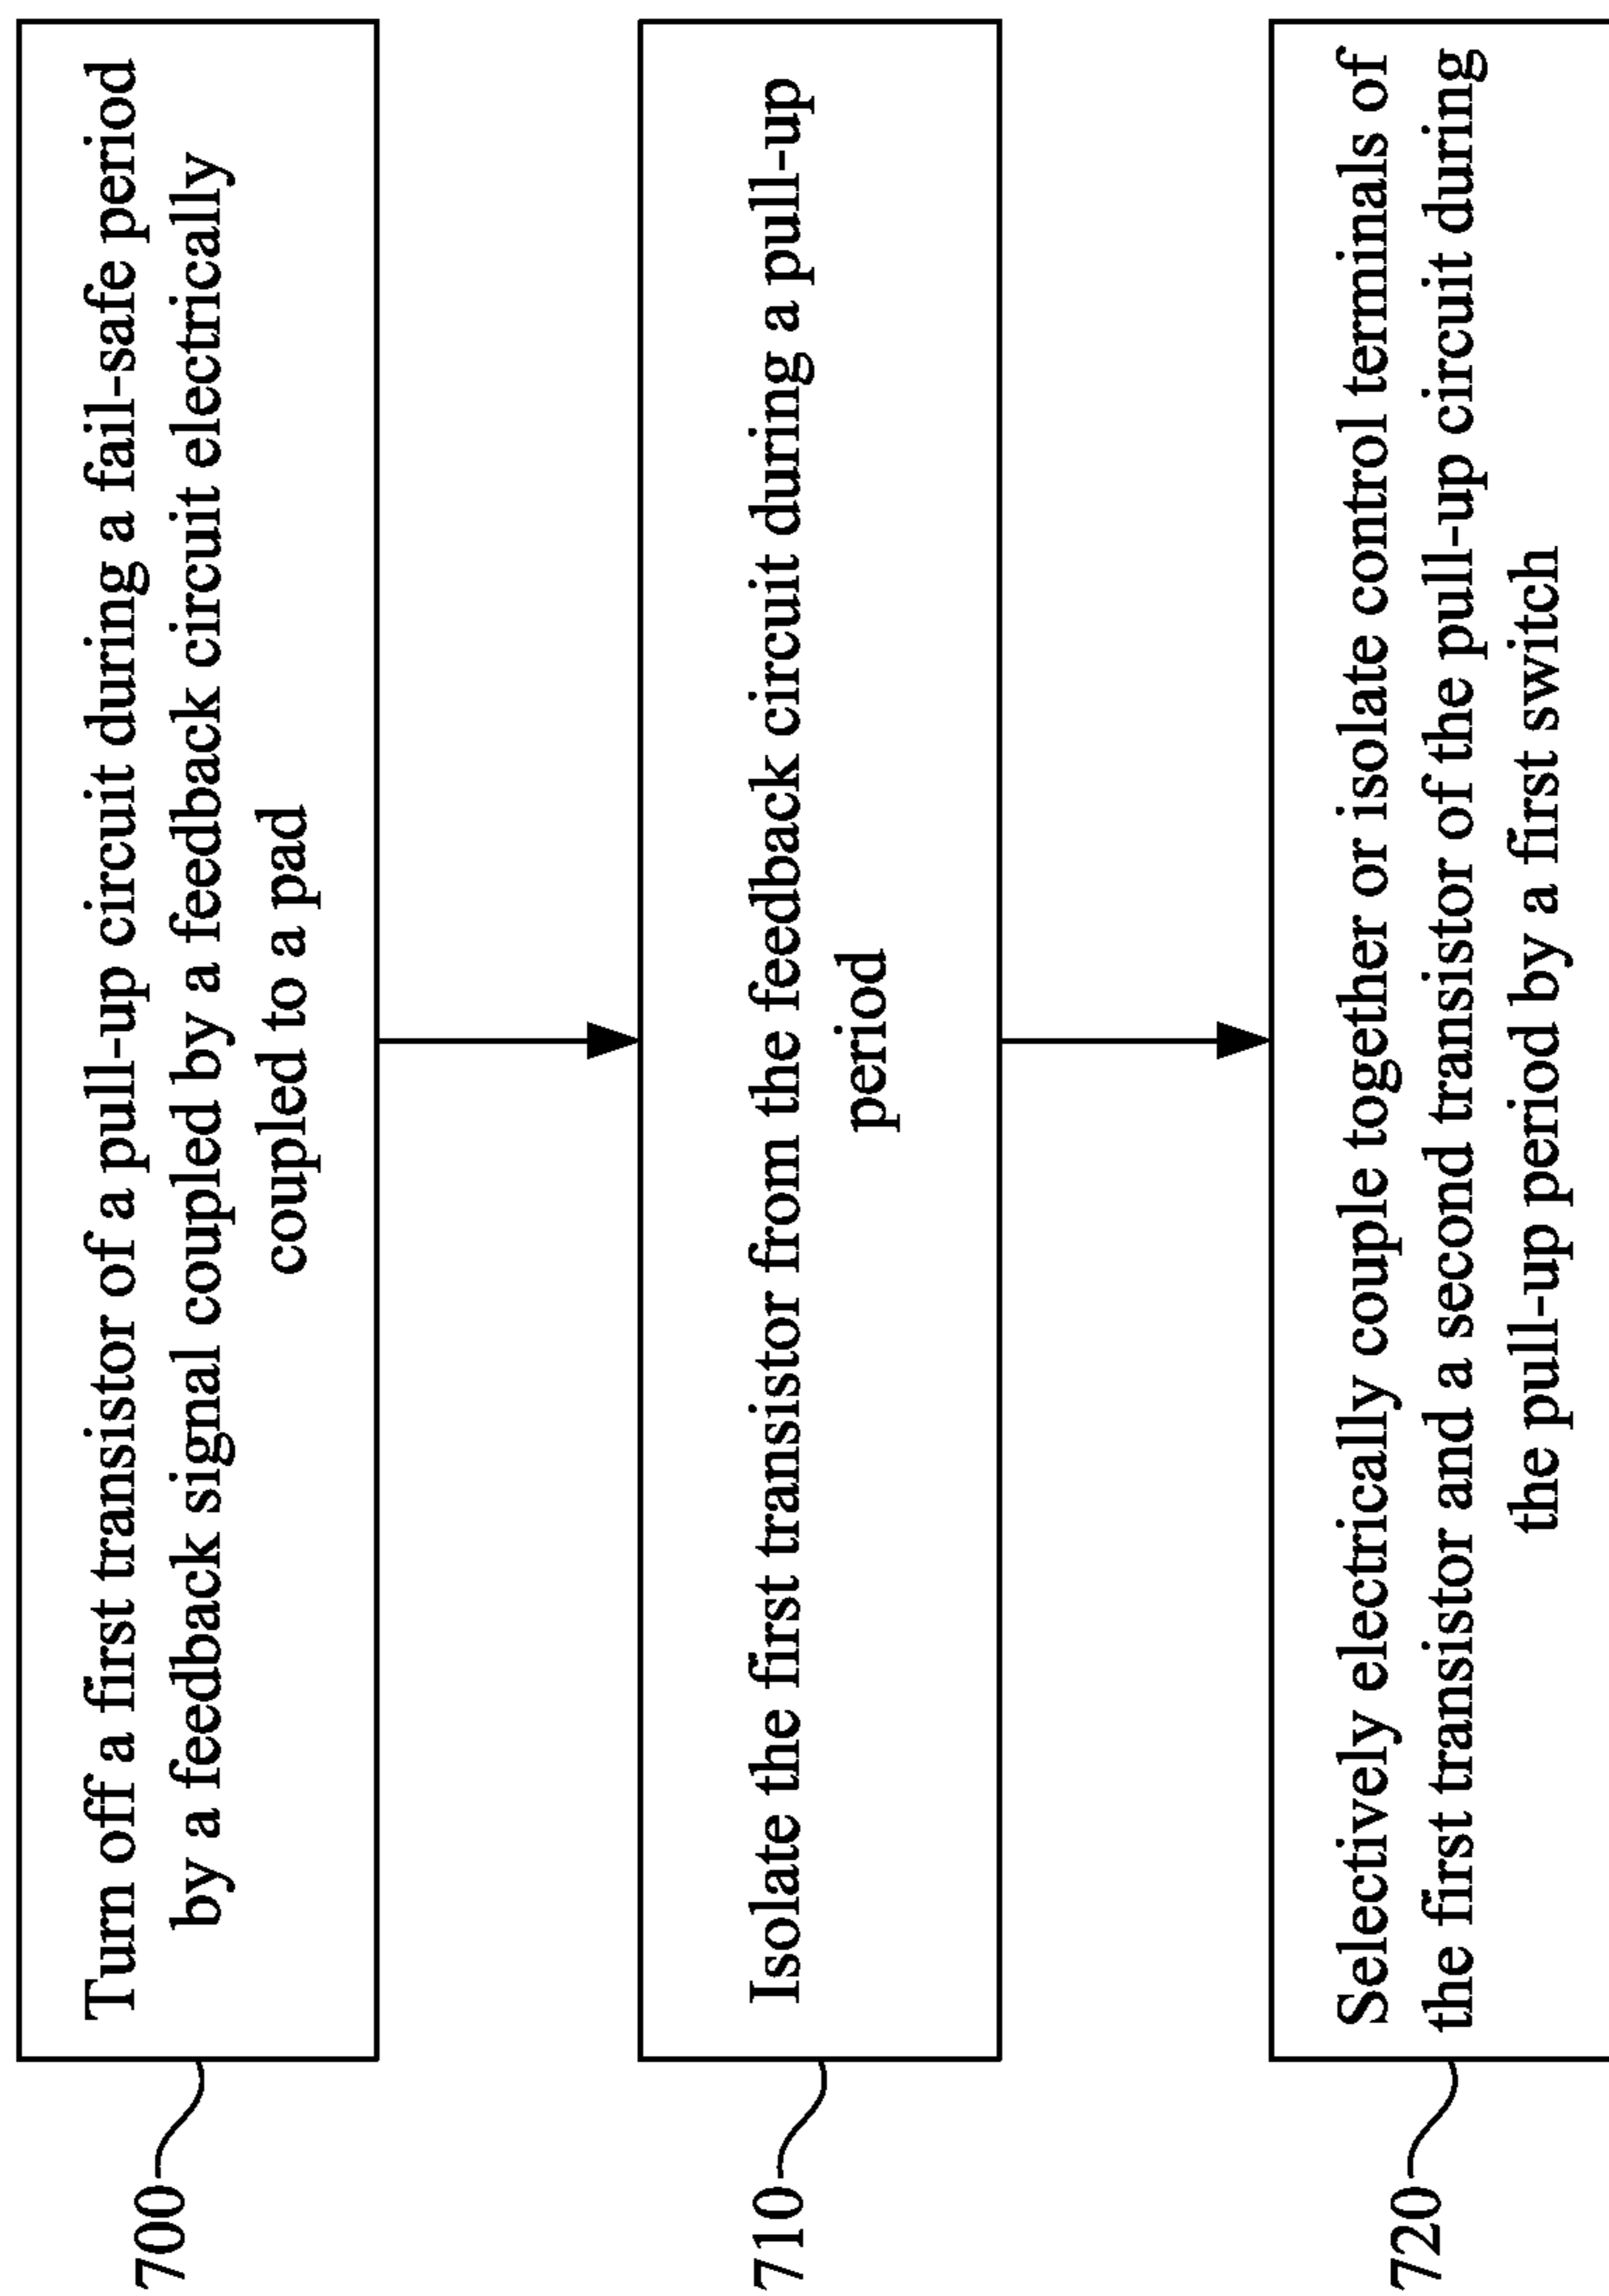 700
Turn off a first transistor of a pull-up circuit during a fail-safe period
by a feedback signal coupled by a feedback circuit electrically
coupled to a pad
710
Isolate the first transistor from the feedback circuit during a pull-up
period
720
Selectively electrically couple together or isolate control terminals of
the first transistor and a second transistor of the pull-up circuit during
the pull-up period by a first switch